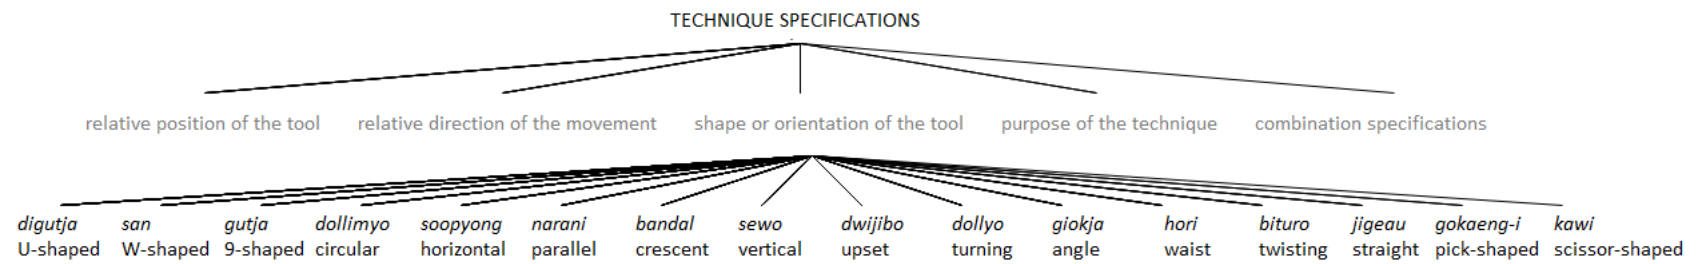 TECHNIQUE SPECIFICATIONS
relative position of the tool relative direction of the movement shape or orientation of the tool purpose of the technique combination specifications
digutja san gutja dollimyo soopyong narani bandal sewo dwijibo dollyo giokja hori bituro jigeau gokaeng-i kawi
U-shaped W-shaped 9-shaped circular horizontal parallel crescent vertical upset turning angle waist twisting straight pick-shaped scissor-shaped